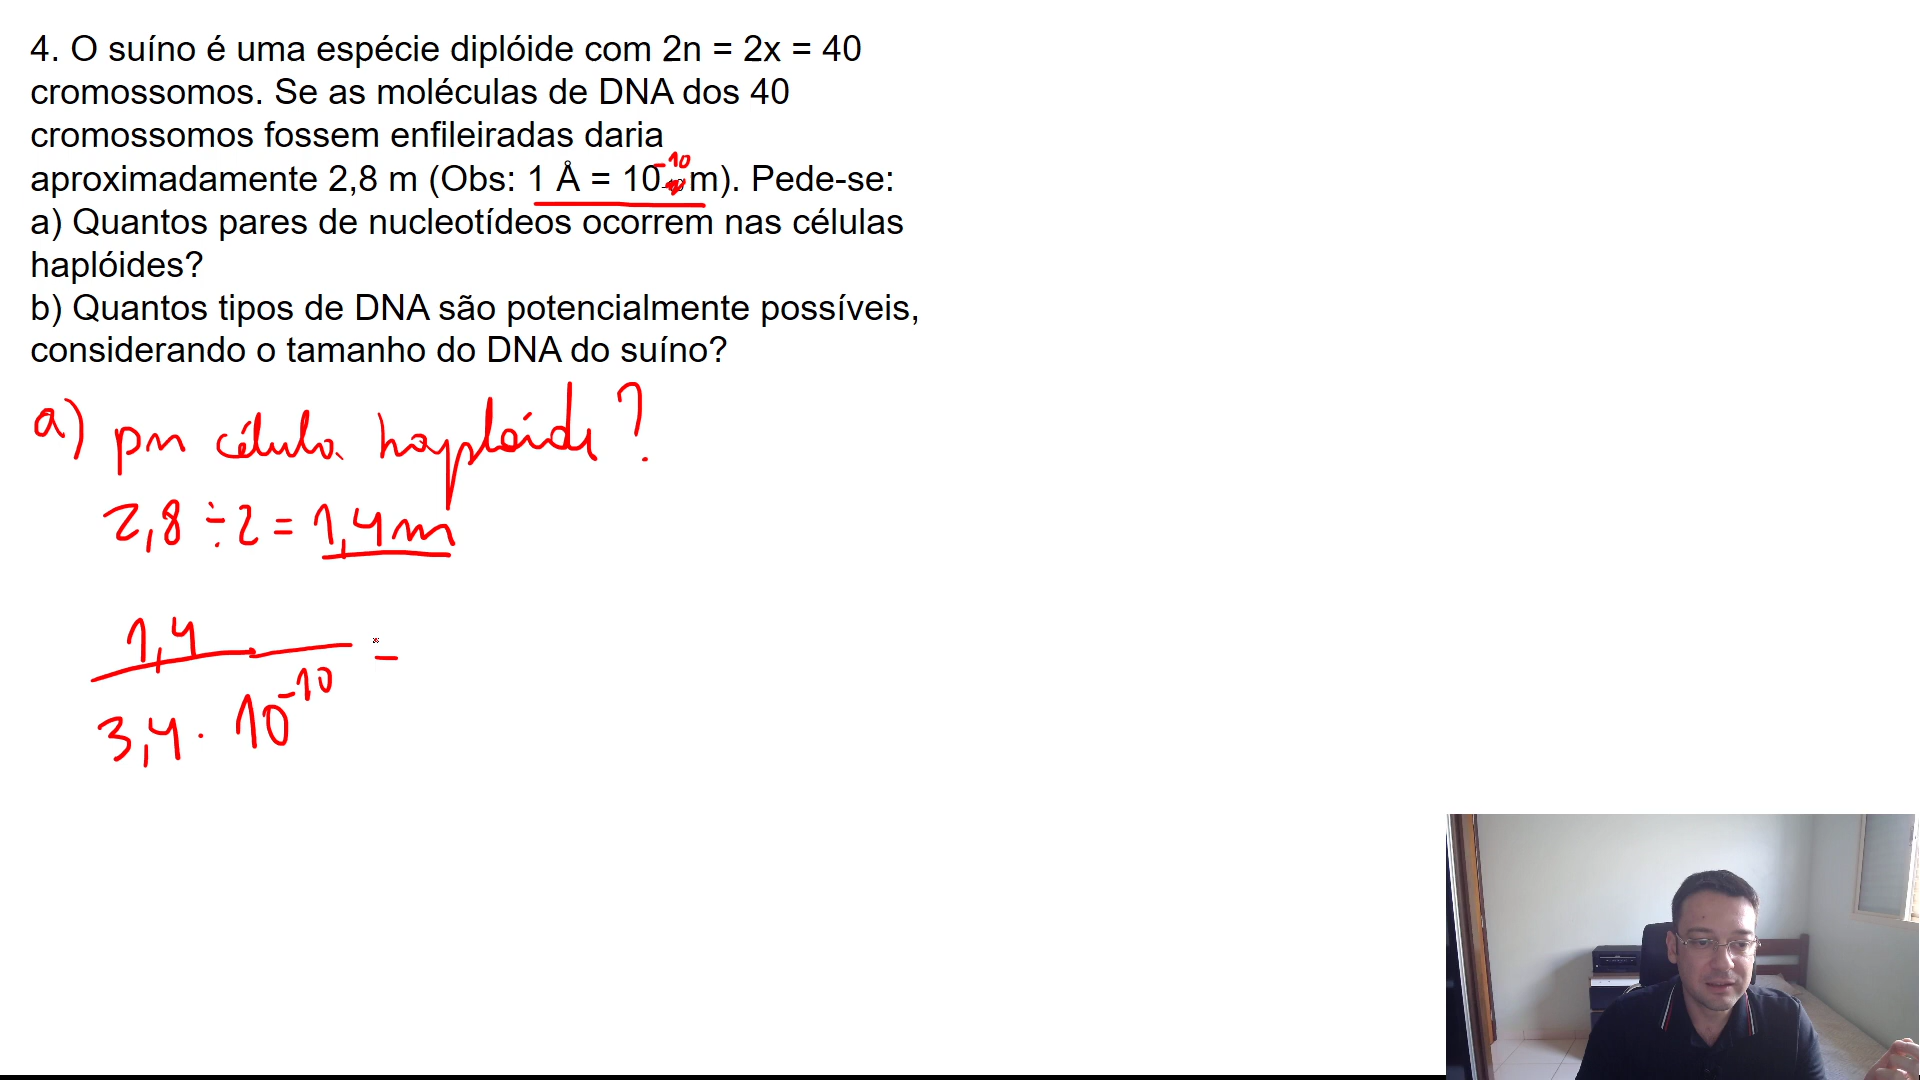 4. O suíno é uma espécie diplóide com 2n = 2x = 40
cromossomos. Se as moléculas de DNA dos 40
cromossomos fossem enfileiradas daria
aproximadamente 2,8 m (Obs: 1 Å = 10⁻¹⁰m). Pede-se:
a) Quantos pares de nucleotídeos ocorrem nas células
haplóides?
b) Quantos tipos de DNA são potencialmente possíveis,
considerando o tamanho do DNA do suíno?
a) pn célula haplóide?
2,8 ÷ 2 = 1,4m
1,4
3,4 . 10⁻¹⁰ =